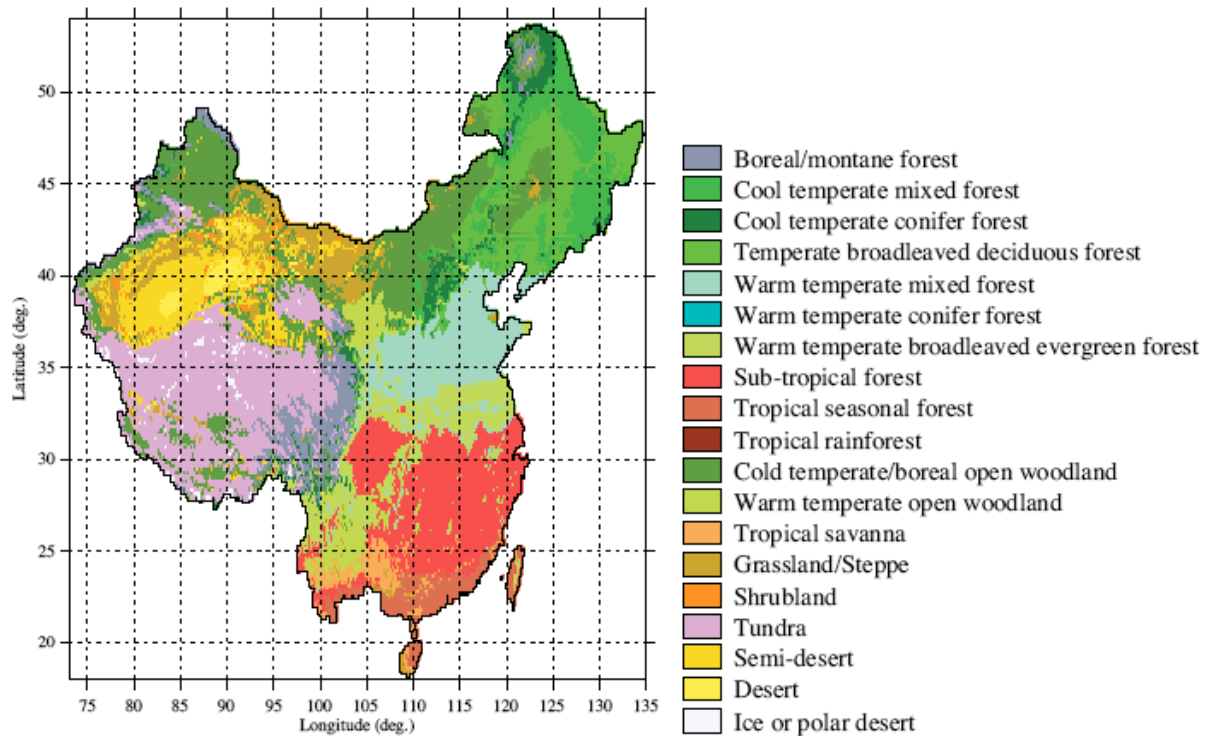 50
45
40
35
30
25
20
Latitude (deg.)
75 80 85 90 95 100 105 110 115 120 125 130 135
Longitude (deg.)
Boreal/montane forest
Cool temperate mixed forest
Cool temperate conifer forest
Temperate broadleaved deciduous forest
Warm temperate mixed forest
Warm temperate conifer forest
Warm temperate broadleaved evergreen forest
Sub-tropical forest
Tropical seasonal forest
Tropical rainforest
Cold temperate/boreal open woodland
Warm temperate open woodland
Tropical savanna
Grassland/Steppe
Shrubland
Tundra
Semi-desert
Desert
Ice or polar desert